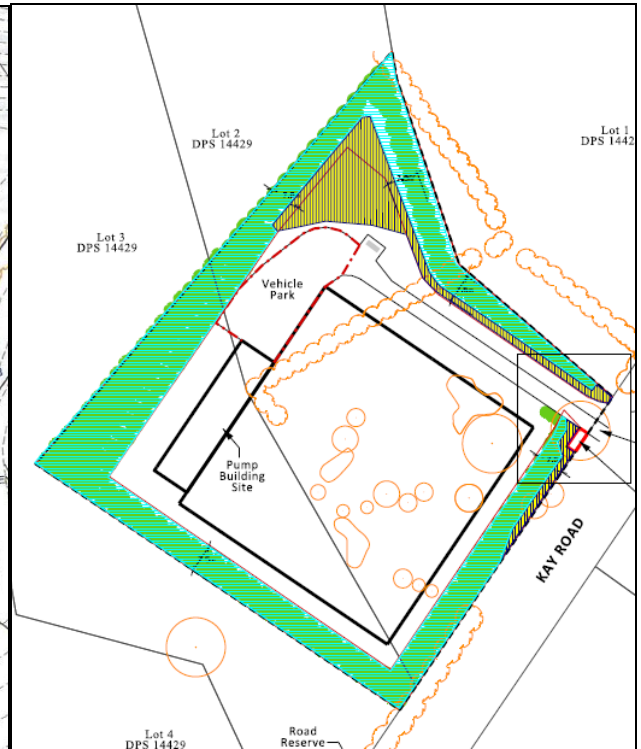 Lot 2
DPS 14429
Lot 1
DPS 1442
Lot 3
DPS 14429
Vehicle
Park
Pump
Building
Site
KAY ROAD
Lot 4
DPS 14429
Road
Reserve